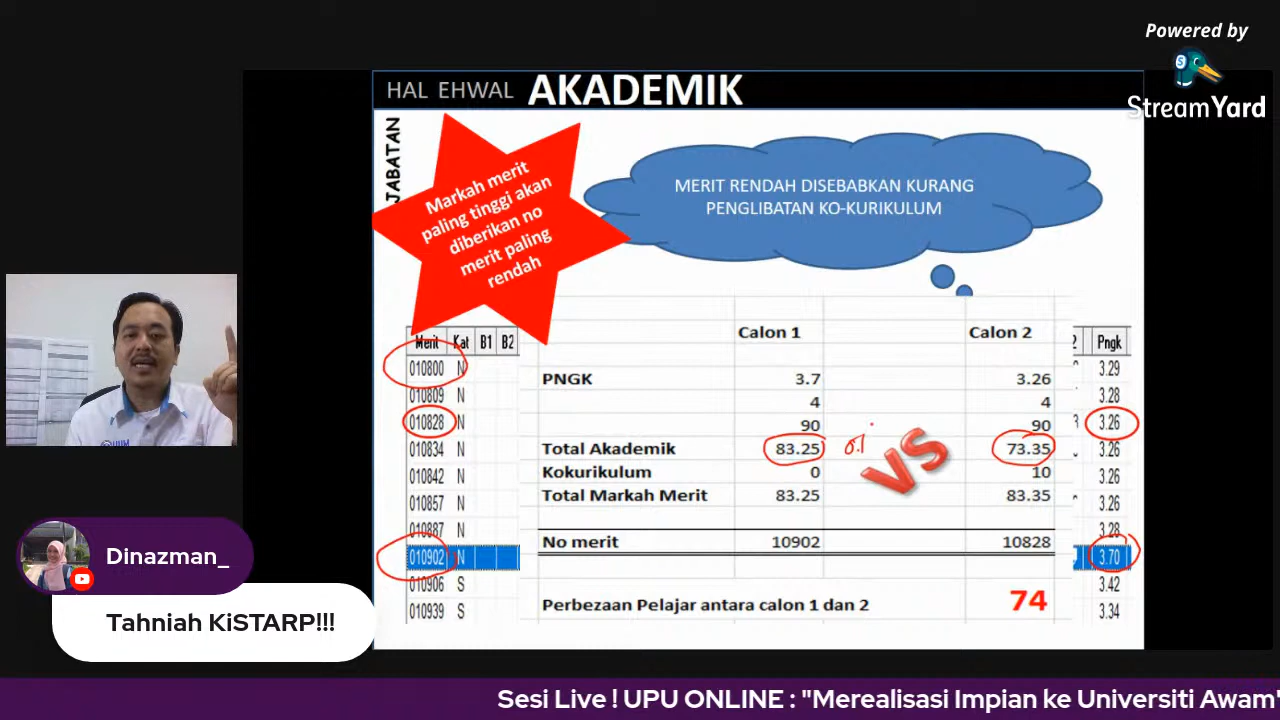 Powered by
StreamYard
HAL EHWAL AKADEMIK
JABATAN
Markah merit
paling tinggi akan
diberikan no
merit paling
rendah
MERIT RENDAH DISEBABKAN KURANG
PENGLIBATAN KO-KURIKULUM
Merit Kat B1 B2
010800 N
010809 N
010828 N
010834 N
010842 N
010857 N
010887 N
010902 N
010906 S
010939 S
Calon 1 Calon 2
PNGK 3.7 3.26
4 4
90 90
Total Akademik 83.25 0.1 73.35
VS
Kokurikulum 0 10
Total Markah Merit 83.25 83.35
No merit 10902 10828
Perbezaan Pelajar antara calon 1 dan 2 74
Pngk
3.29
3.28
3.26
3.26
3.26
3.26
3.28
3.70
3.42
3.34
Dinazman_
Tahniah KiSTARP!!!
Sesi Live ! UPU ONLINE : "Merealisasi Impian ke Universiti Awam"